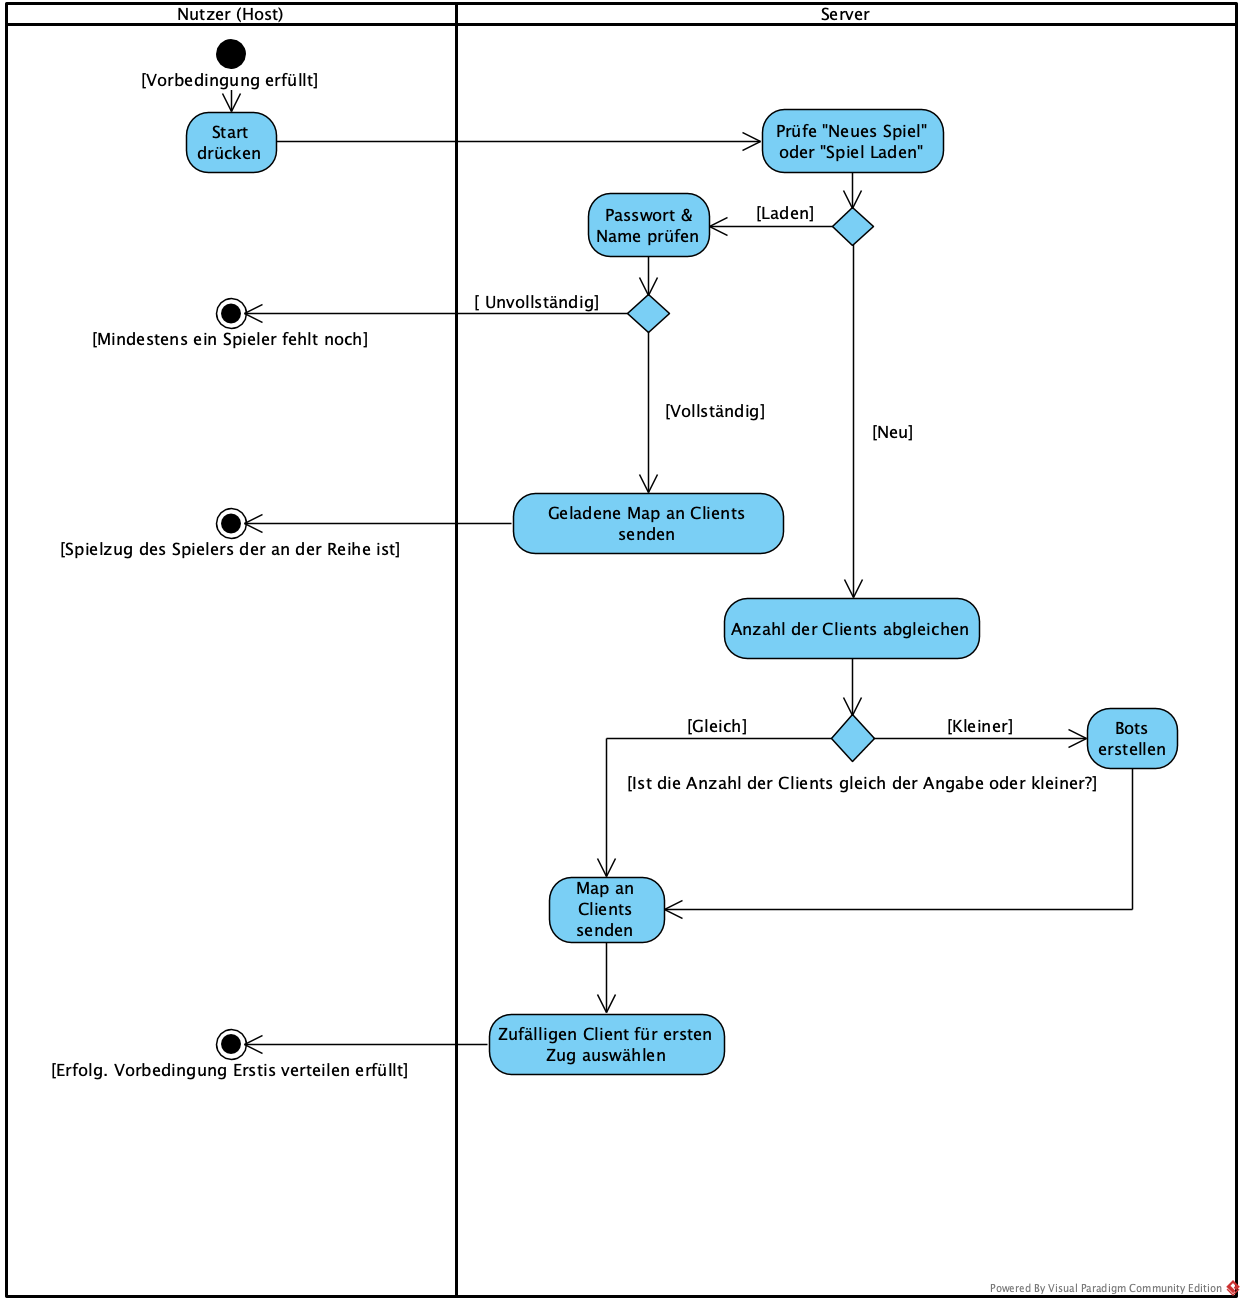 Nutzer (Host)
Server
[Vorbedingung erfüllt]
Start
drücken
Prüfe "Neues Spiel"
oder "Spiel Laden"
Passwort &
Name prüfen
[Laden]
[ Unvollständig]
[Mindestens ein Spieler fehlt noch]
[Vollständig]
[Neu]
Geladene Map an Clients
senden
[Spielzug des Spielers der an der Reihe ist]
Anzahl der Clients abgleichen
[Gleich]
[Kleiner]
Bots
erstellen
[Ist die Anzahl der Clients gleich der Angabe oder kleiner?]
Map an
Clients
senden
Zufälligen Client für ersten
Zug auswählen
[Erfolg. Vorbedingung Erstis verteilen erfüllt]
Powered By Visual Paradigm Community Edition